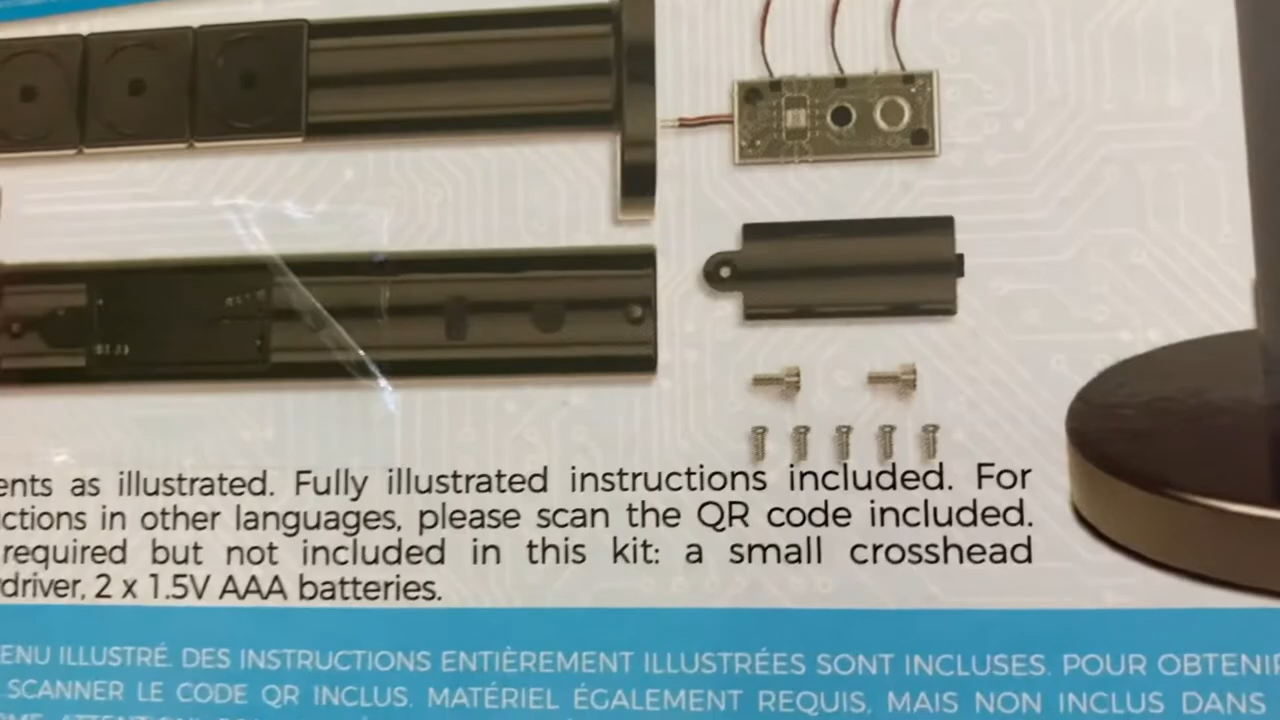 ents as illustrated. Fully illustrated instructions included. For
ctions in other languages, please scan the QR code included.
required but not included in this kit: a small crosshead
driver, 2 x 1.5V AAA batteries.
ENU ILLUSTRÉ. DES INSTRUCTIONS ENTIÈREMENT ILLUSTRÉES SONT INCLUSES. POUR OBTENIR
SCANNER LE CODE QR INCLUS. MATÉRIEL ÉGALEMENT REQUIS, MAIS NON INCLUS DANS